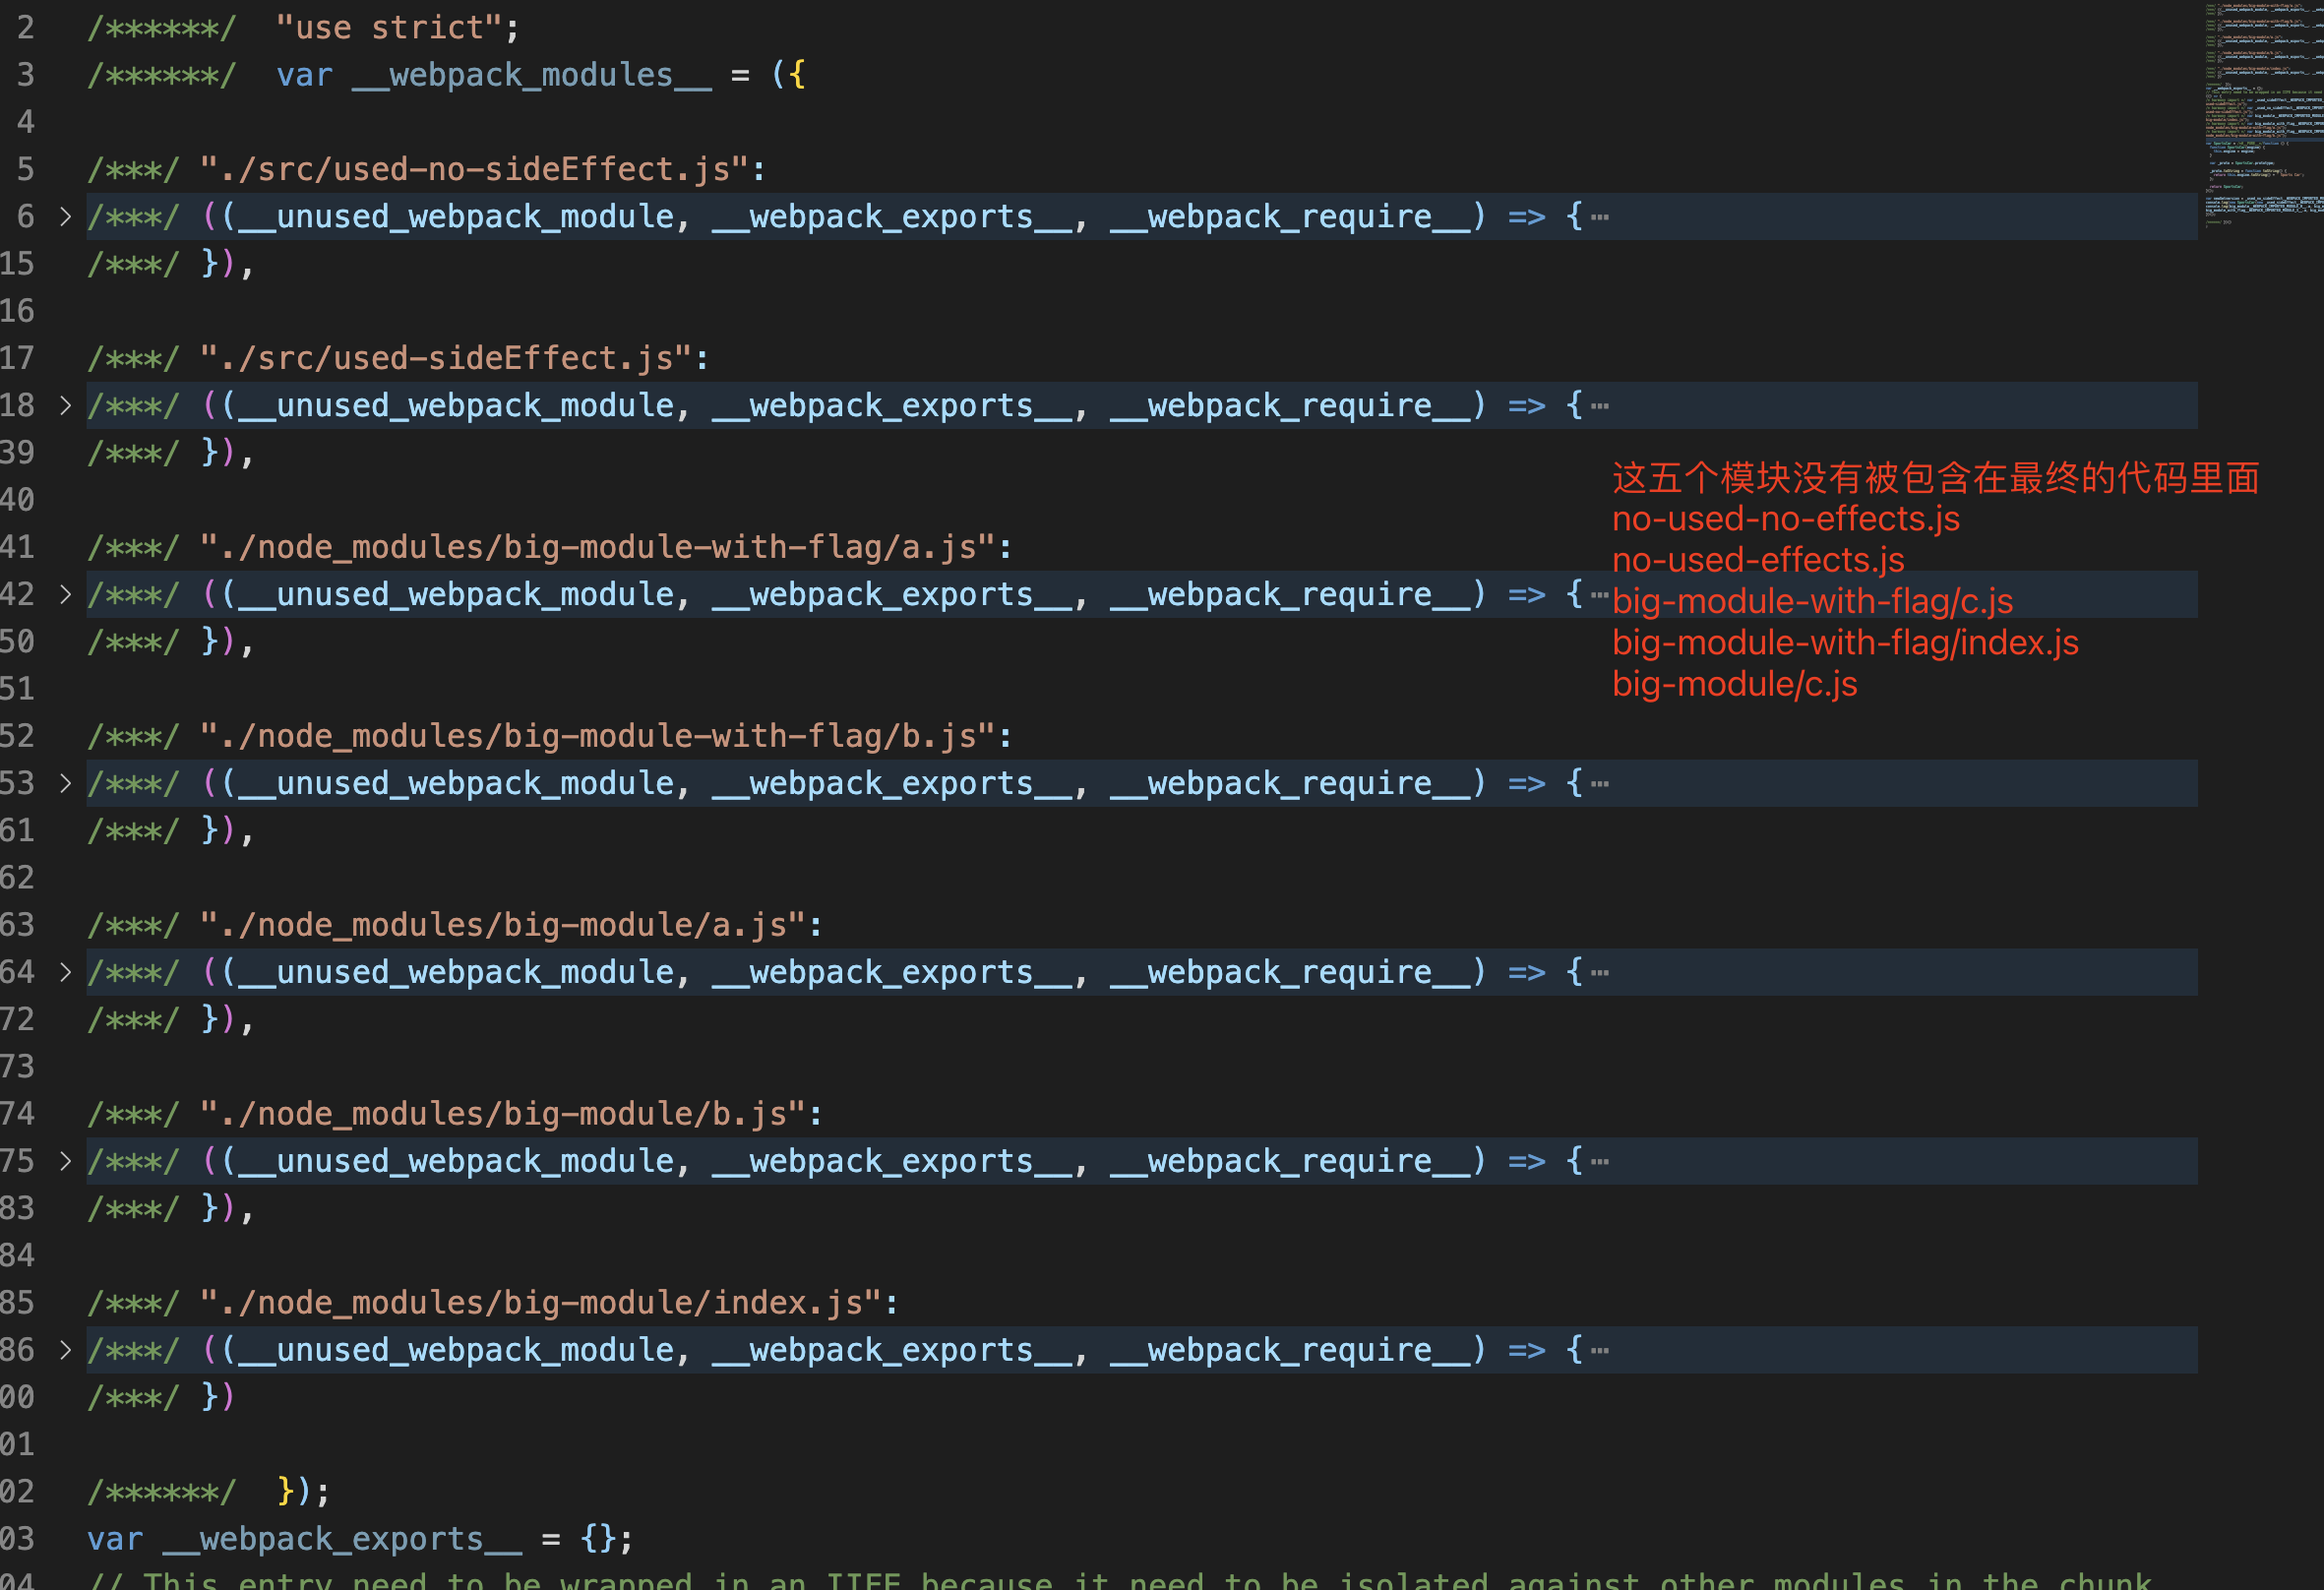 2 /******/ "use strict";
3 /******/ var __webpack_modules__ = ({
4
5 /***/ "./src/used-no-sideEffect.js":
6 /***/ ((__unused_webpack_module, __webpack_exports__, __webpack_require__) => {…
15 /***/ }),
16
17 /***/ "./src/used-sideEffect.js":
18 /***/ ((__unused_webpack_module, __webpack_exports__, __webpack_require__) => {…
39 /***/ }),
这五个模块没有被包含在最终的代码里面
40
no-used-no-effects.js
41 /***/ "./node_modules/big-module-with-flag/a.js":
no-used-effects.js
42 /***/ ((__unused_webpack_module, __webpack_exports__, __webpack_require__) => {…
big-module-with-flag/c.js
50 /***/ }),
big-module-with-flag/index.js
51
big-module/c.js
52 /***/ "./node_modules/big-module-with-flag/b.js":
53 /***/ ((__unused_webpack_module, __webpack_exports__, __webpack_require__) => {…
61 /***/ }),
62
63 /***/ "./node_modules/big-module/a.js":
64 /***/ ((__unused_webpack_module, __webpack_exports__, __webpack_require__) => {…
72 /***/ }),
73
74 /***/ "./node_modules/big-module/b.js":
75 /***/ ((__unused_webpack_module, __webpack_exports__, __webpack_require__) => {…
83 /***/ }),
84
85 /***/ "./node_modules/big-module/index.js":
86 /***/ ((__unused_webpack_module, __webpack_exports__, __webpack_require__) => {…
00 /***/ })
01
02 /******/ });
03 var __webpack_exports__ = {};
04 // This entry need to be wrapped in an IIFE because it need to be isolated against other modules in the chunk